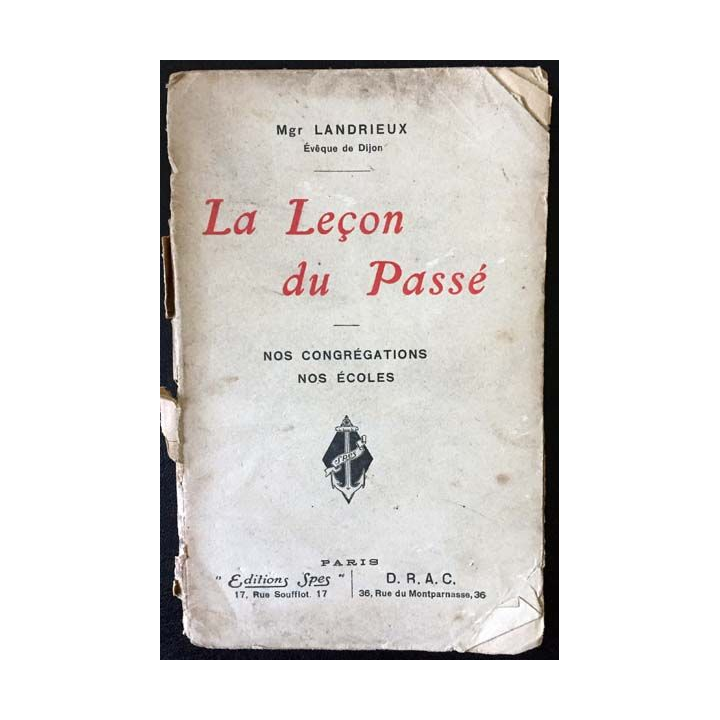 Mgr LANDRIEUX
Évêque de Dijon
La Leçon
du Passé
NOS CONGRÉGATIONS
NOS ÉCOLES
SPES
PARIS
"Editions Spes" D. R. A. C.
17, Rue Soufflot. 17 36, Rue du Montparnasse, 36